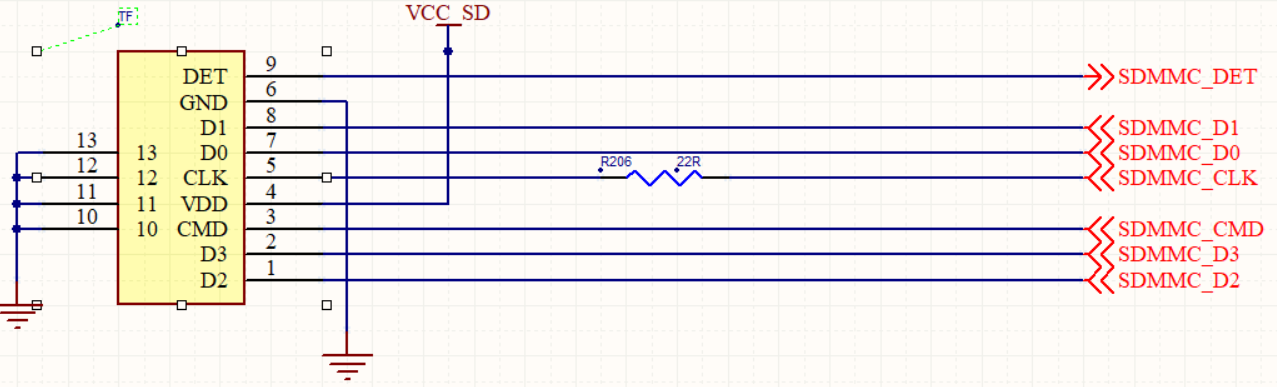 TF
VCC_SD
DET 9 SDMMC_DET
GND 6
D1 8 SDMMC_D1
13 13 D0 7 SDMMC_D0
12 12 CLK 5 R206 22R SDMMC_CLK
11 11 VDD 4
10 10 CMD 3 SDMMC_CMD
D3 2 SDMMC_D3
D2 1 SDMMC_D2